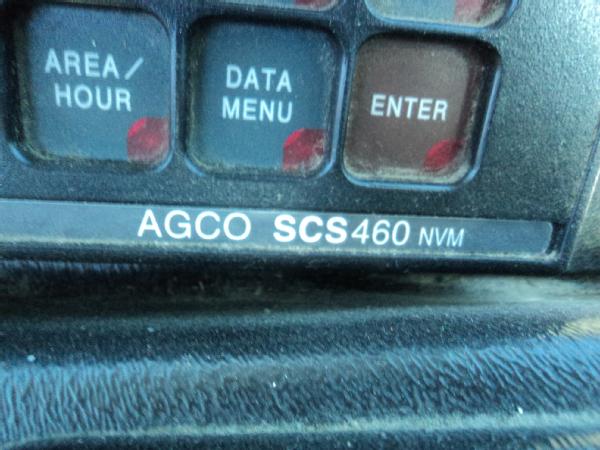 AREA/
HOUR
DATA
MENU
ENTER
AGCO SCS460 NVM